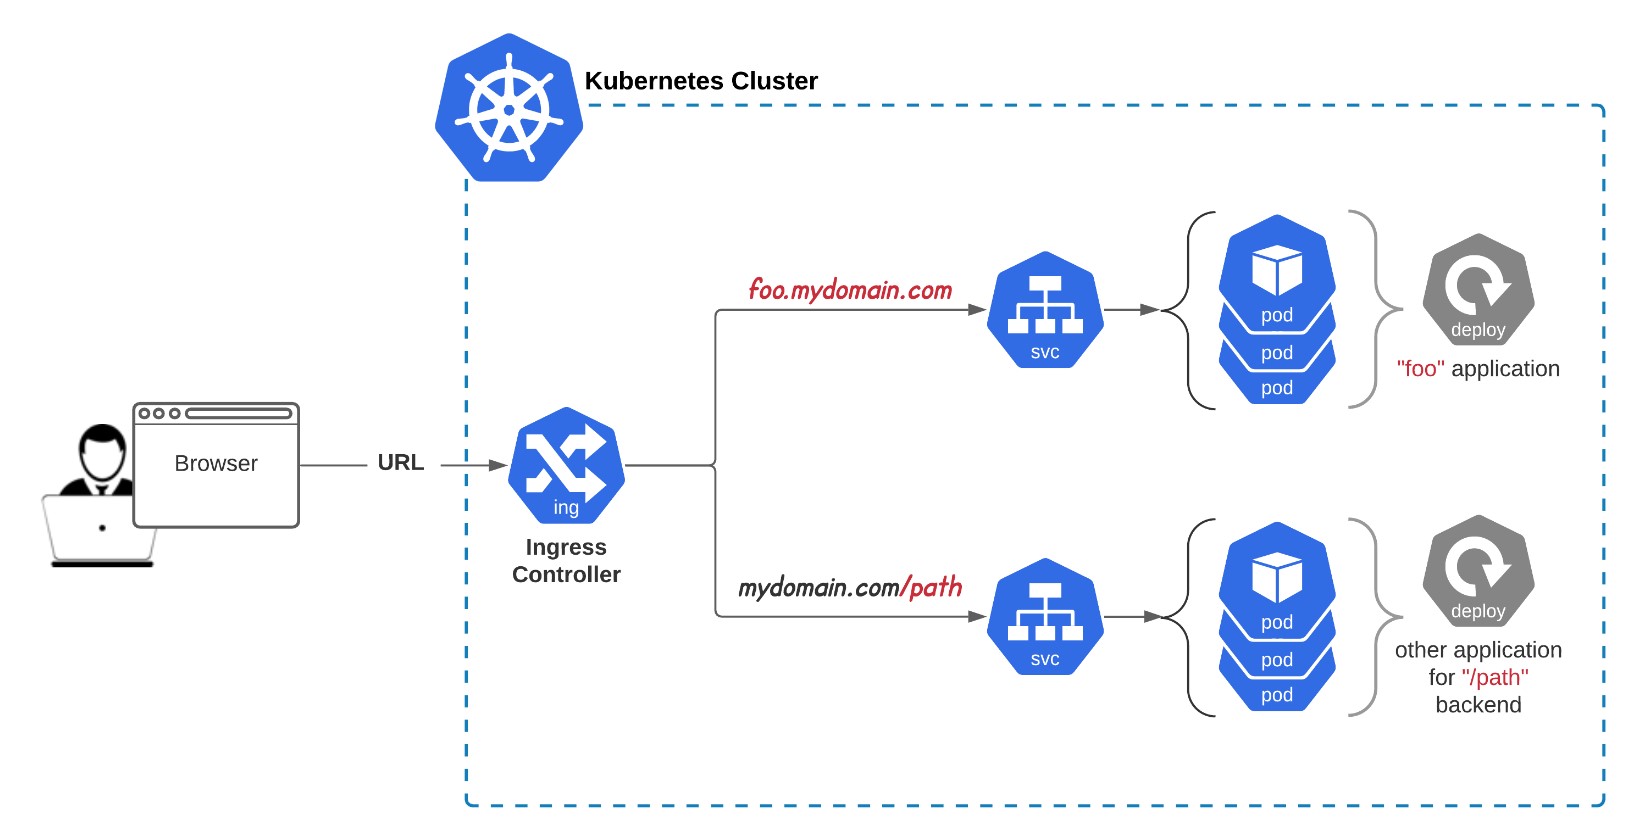 Kubernetes Cluster
foo.mydomain.com
svc
pod
pod
pod
deploy
"foo" application
Browser
URL
ing
Ingress
Controller
mydomain.com/path
svc
pod
pod
pod
deploy
other application
for "/path"
backend